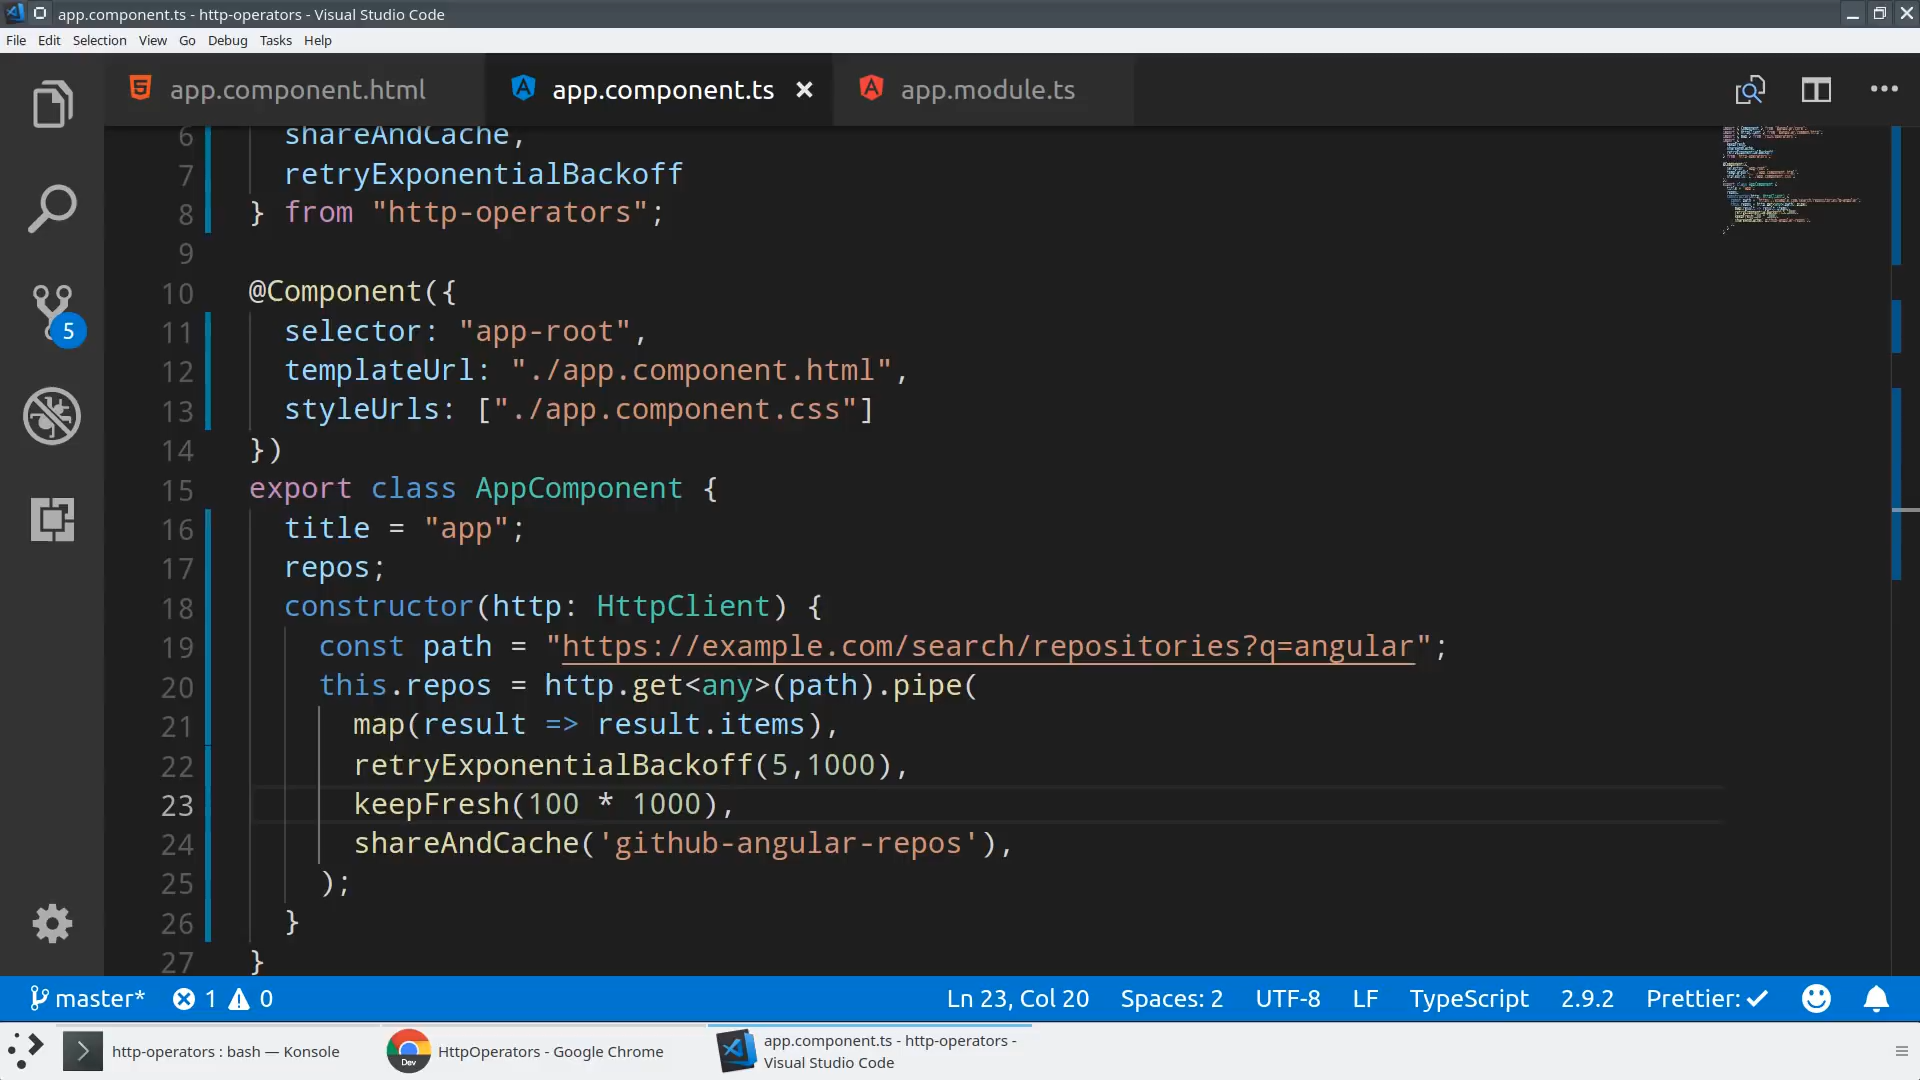 app.component.ts - http-operators - Visual Studio Code
File Edit Selection View Go Debug Tasks Help
app.component.html app.component.ts app.module.ts
6 shareAndCache,
7 retryExponentialBackoff
8 } from "http-operators";
9
10 @Component({
11 selector: "app-root",
12 templateUrl: "./app.component.html",
13 styleUrls: ["./app.component.css"]
14 })
15 export class AppComponent {
16 title = "app";
17 repos;
18 constructor(http: HttpClient) {
19 const path = "https://example.com/search/repositories?q=angular";
20 this.repos = http.get<any>(path).pipe(
21 map(result => result.items),
22 retryExponentialBackoff(5,1000),
23 keepFresh(100 * 1000),
24 shareAndCache('github-angular-repos'),
25 );
26 }
27 }
5
master* 1 0 Ln 23, Col 20 Spaces: 2 UTF-8 LF TypeScript 2.9.2 Prettier: ✓
http-operators : bash — Konsole
Dev
HttpOperators - Google Chrome
app.component.ts - http-operators -
Visual Studio Code